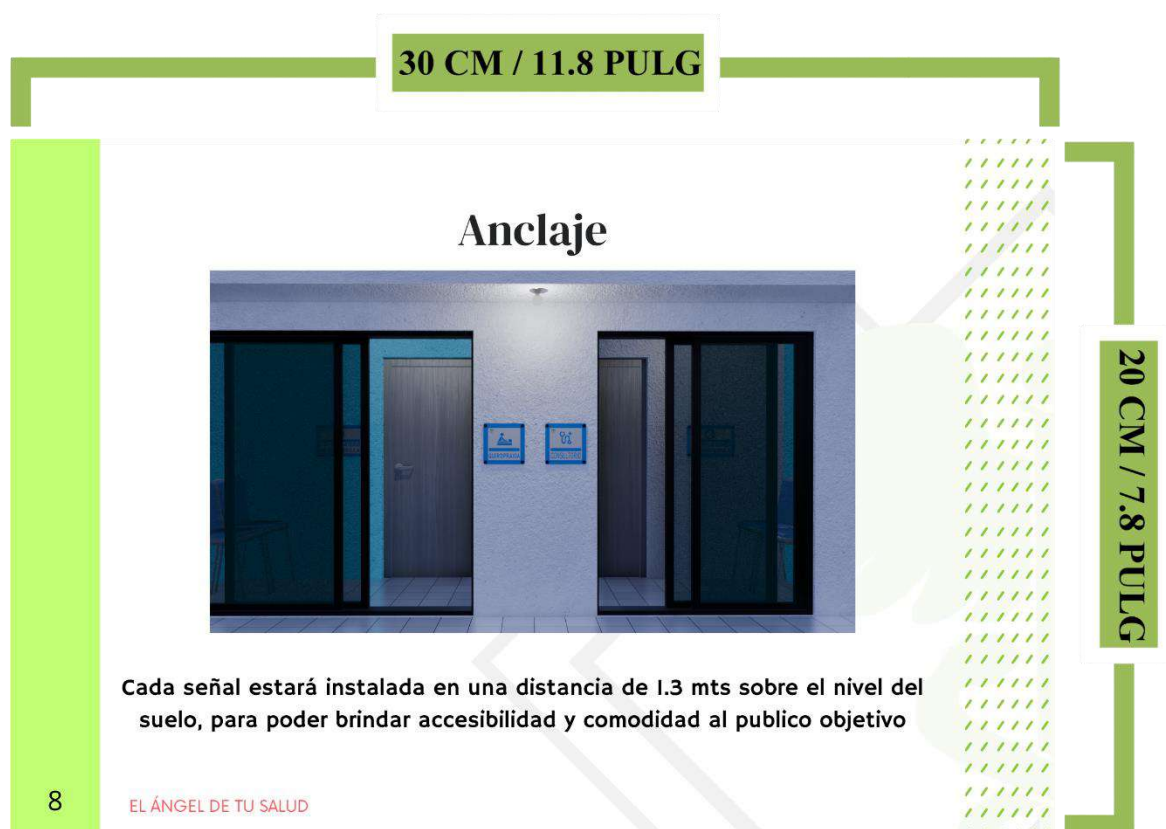 30 CM / 11.8 PULG
Anclaje
20 CM / 7.8 PULG
Cada señal estará instalada en una distancia de 1.3 mts sobre el nivel del
suelo, para poder brindar accesibilidad y comodidad al publico objetivo
8
EL ÁNGEL DE TU SALUD